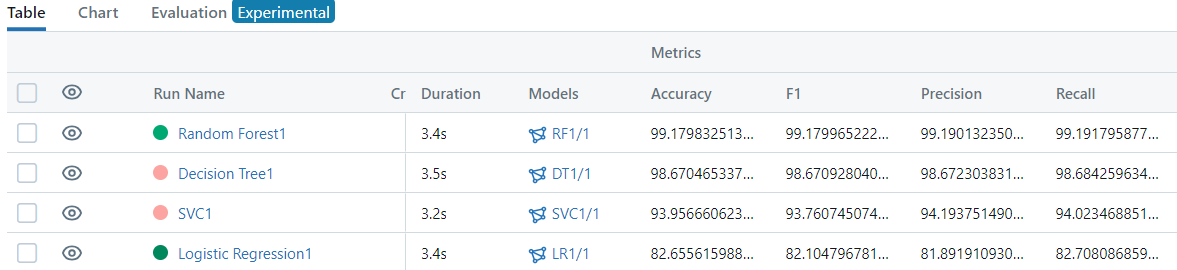 Table Chart Evaluation Experimental
Metrics
Run Name Cr Duration Models Accuracy F1 Precision Recall
Random Forest1 3.4s RF1/1 99.179832513... 99.179965222... 99.190132350... 99.191795877...
Decision Tree1 3.5s DT1/1 98.670465337... 98.670928040... 98.672303831... 98.684259634...
SVC1 3.2s SVC1/1 93.956660623... 93.760745074... 94.193751490... 94.023468851...
Logistic Regression1 3.4s LR1/1 82.655615988... 82.104796781... 81.891910930... 82.708086859...